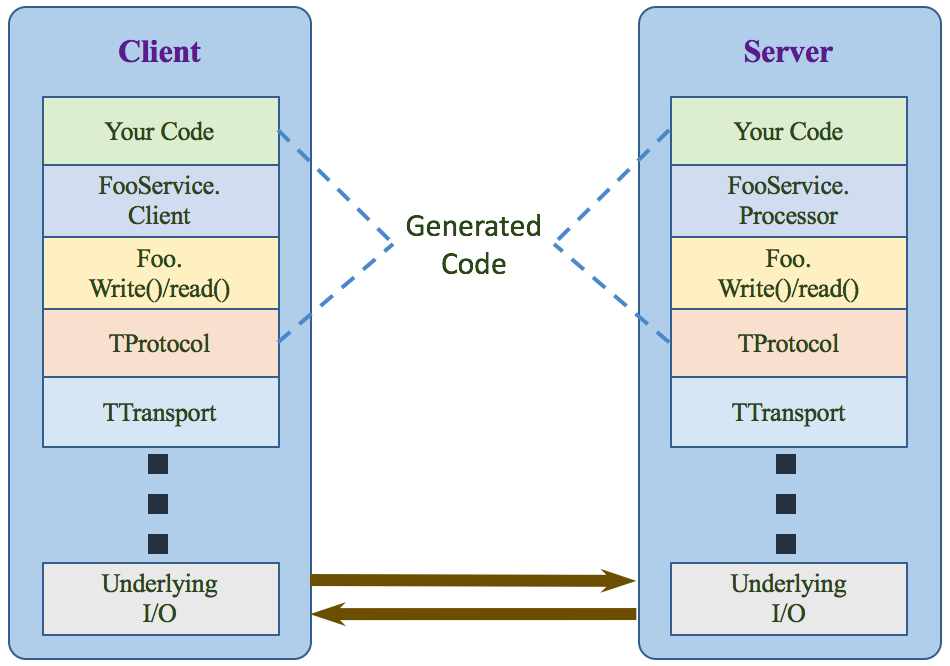 Client
Your Code
FooService.
Client
Foo.
Write()/read()
TProtocol
TTransport
Underlying
I/O
Generated
Code
Server
Your Code
FooService.
Processor
Foo.
Write()/read()
TProtocol
TTransport
Underlying
I/O